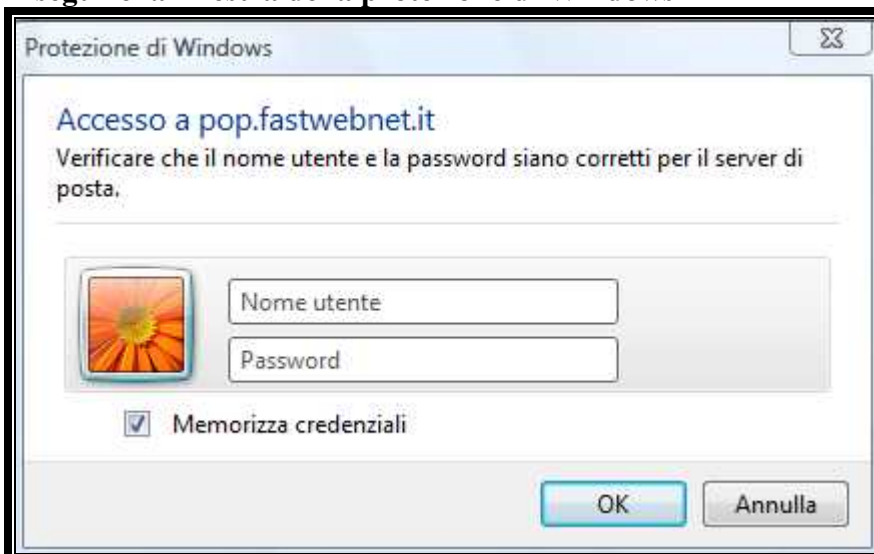 Protezione di Windows
Accesso a pop.fastwebnet.it
Verificare che il nome utente e la password siano corretti per il server di
posta.
Nome utente
Password
Memorizza credenziali
OK
Annulla